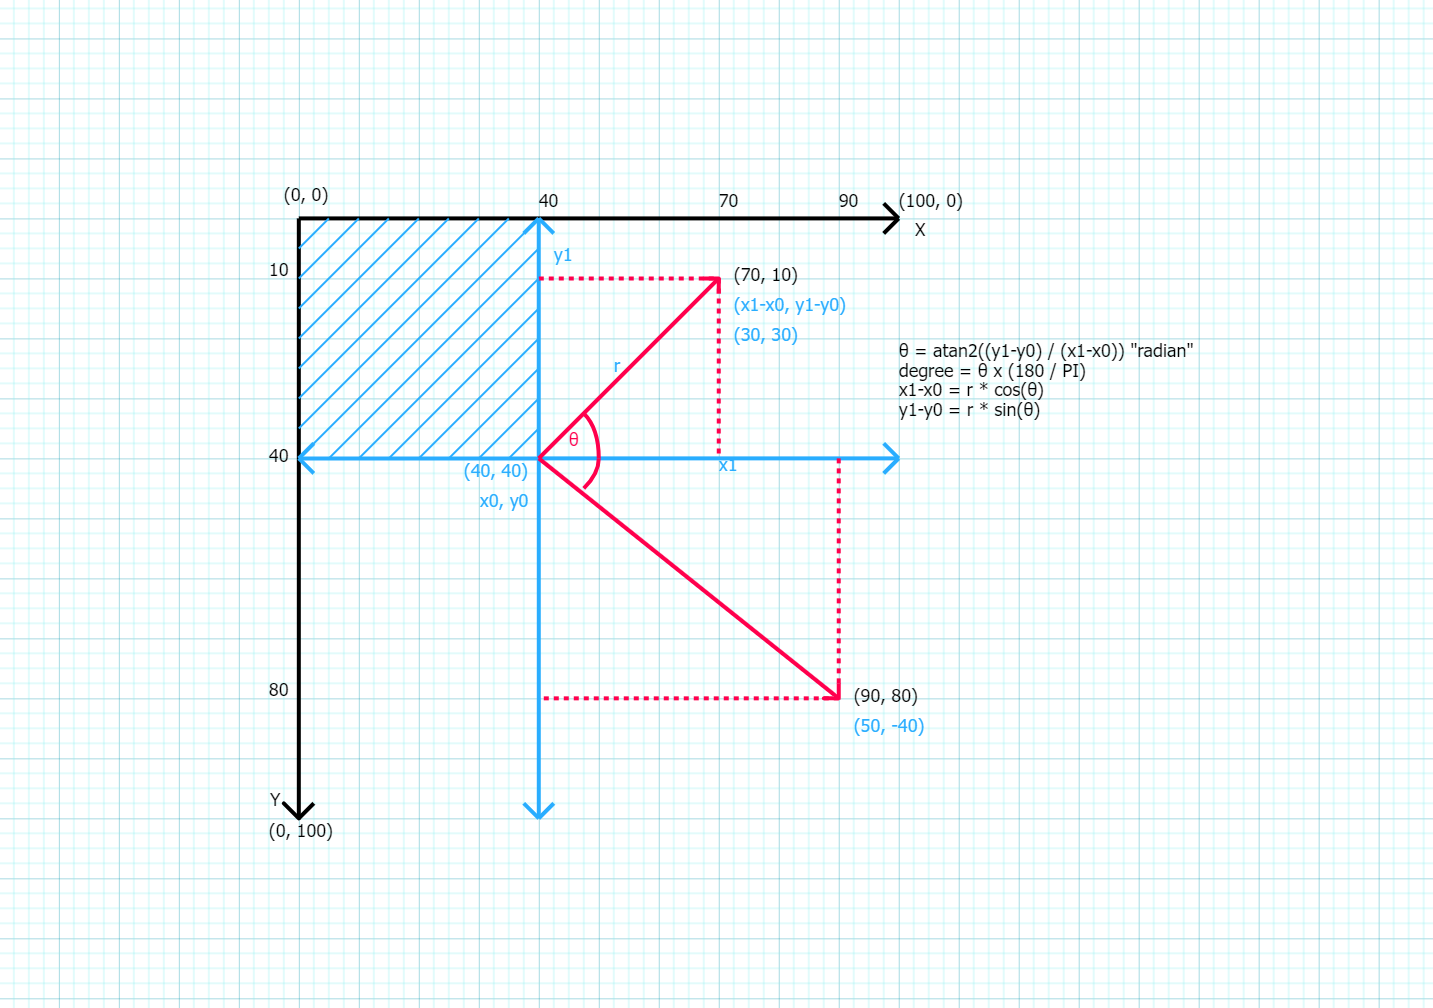 (0, 0)
40
70
90
(100, 0)
X
y1
10
(70, 10)
(x1-x0, y1-y0)
(30, 30)
θ = atan2((y1-y0) / (x1-x0)) "radian"
r
degree = θ x (180 / PI)
x1-x0 = r * cos(θ)
y1-y0 = r * sin(θ)
θ
40
(40, 40)
x1
x0, y0
80
(90, 80)
(50, -40)
Y
(0, 100)